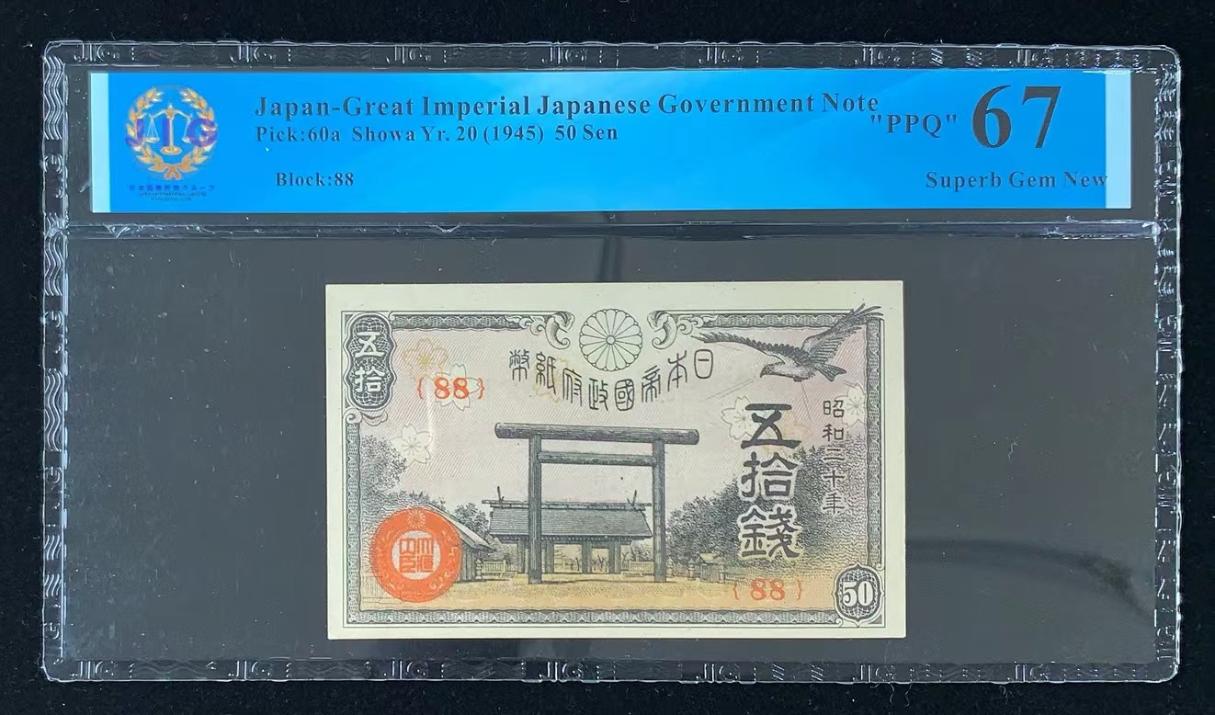 Japan-Great Imperial Japanese Government Note
Pick:60a Showa Yr. 20 (1945) 50 Sen
Block:88
"PPQ" 67
Superb Gem New
JIG
日本帝國政府紙幣
五拾
{88}
昭和二十年
五拾錢
{88}
50